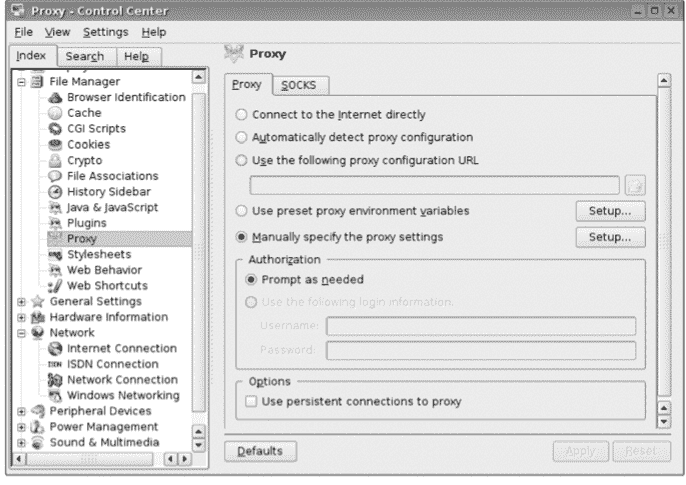 Proxy - Control Center
File View Settings Help
Index Search Help
File Manager
Browser Identification
Cache
CGI Scripts
Cookies
Crypto
File Associations
History Sidebar
Java & JavaScript
Plugins
Proxy
Stylesheets
Web Behavior
Web Shortcuts
General Settings
Hardware Information
Network
Internet Connection
ISDN Connection
Network Connection
Windows Networking
Peripheral Devices
Power Management
Sound & Multimedia
Proxy
Proxy SOCKS
Connect to the Internet directly
Automatically detect proxy configuration
Use the following proxy configuration URL
Use preset proxy environment variables Setup...
Manually specify the proxy settings Setup...
Authorization
Prompt as needed
Use the following login information.
Username:
Password:
Options
Use persistent connections to proxy
Defaults Apply Reset